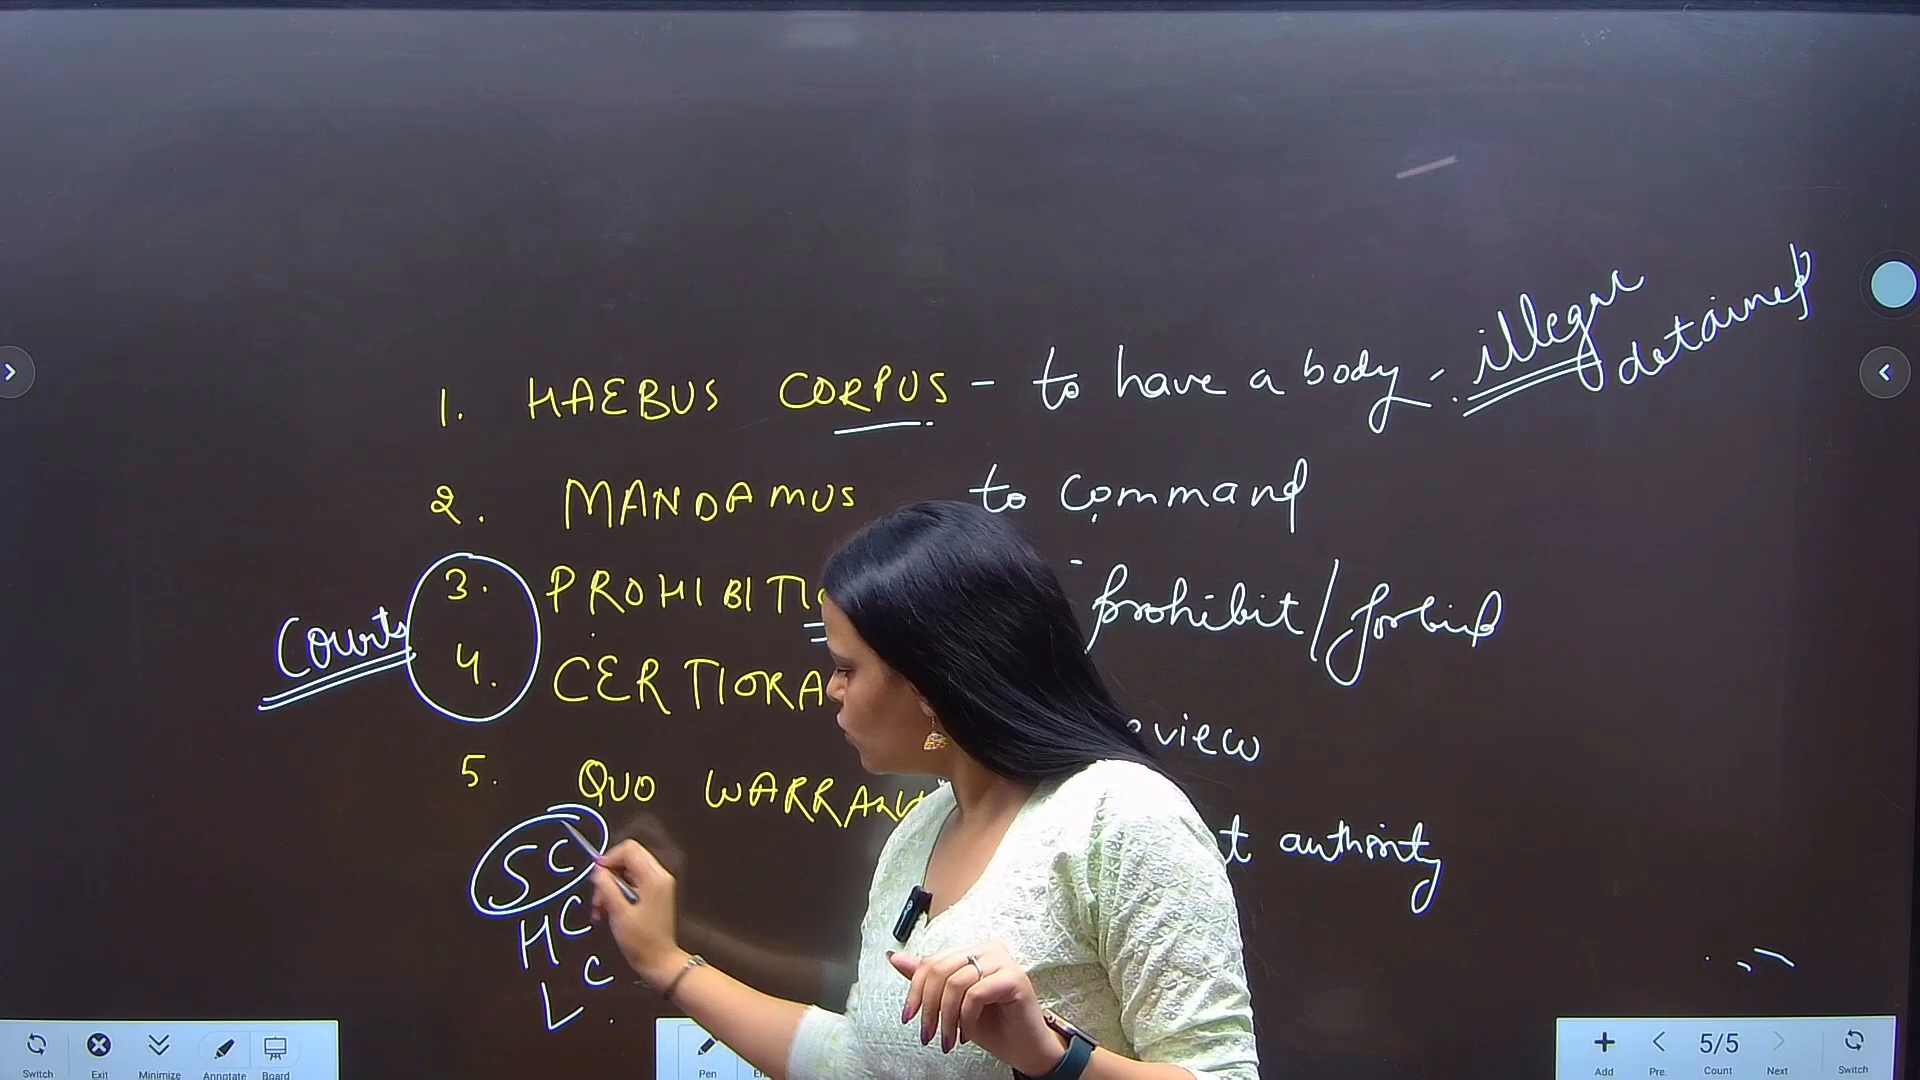 1. HAEBUS CORPUS - to have a body. illegal detained
2. MANDAMUS to command
3. PROHIBITIO prohibit/forbid
Courts
4. CERTIORA eview
5. QUO WARRAN t authority
SC
HC
LC
Switch Exit Minimize Annotate Board Pen Add Pre. 5/5 Count Next Switch